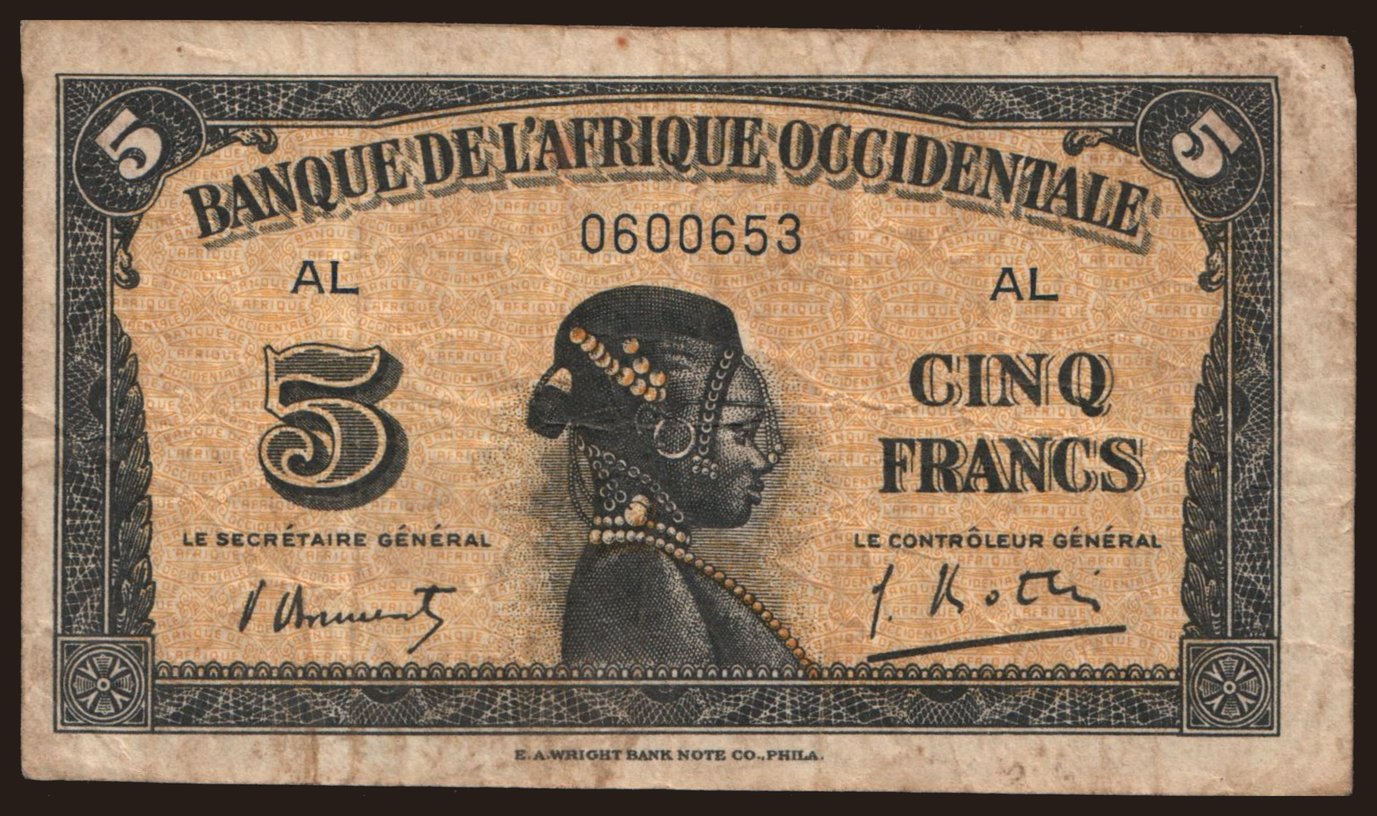 5 5
BANQUE DE L'AFRIQUE OCCIDENTALE
0600653
AL AL
5 CINQ
FRANCS
LE SECRÉTAIRE GÉNÉRAL LE CONTRÔLEUR GÉNÉRAL
E.A.WRIGHT BANK NOTE CO., PHILA.